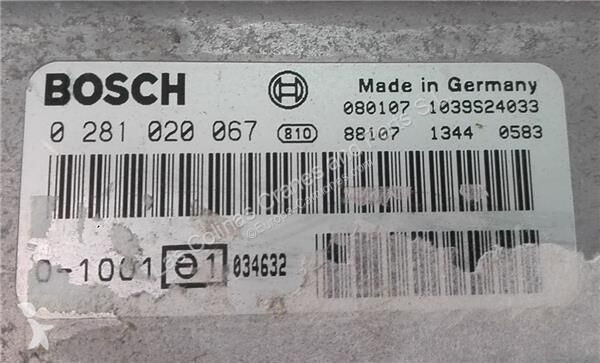 BOSCH
Made in Germany
080107 1039S24033
0 281 020 067 810
88107 1344 0583
0-1001 e1 034632